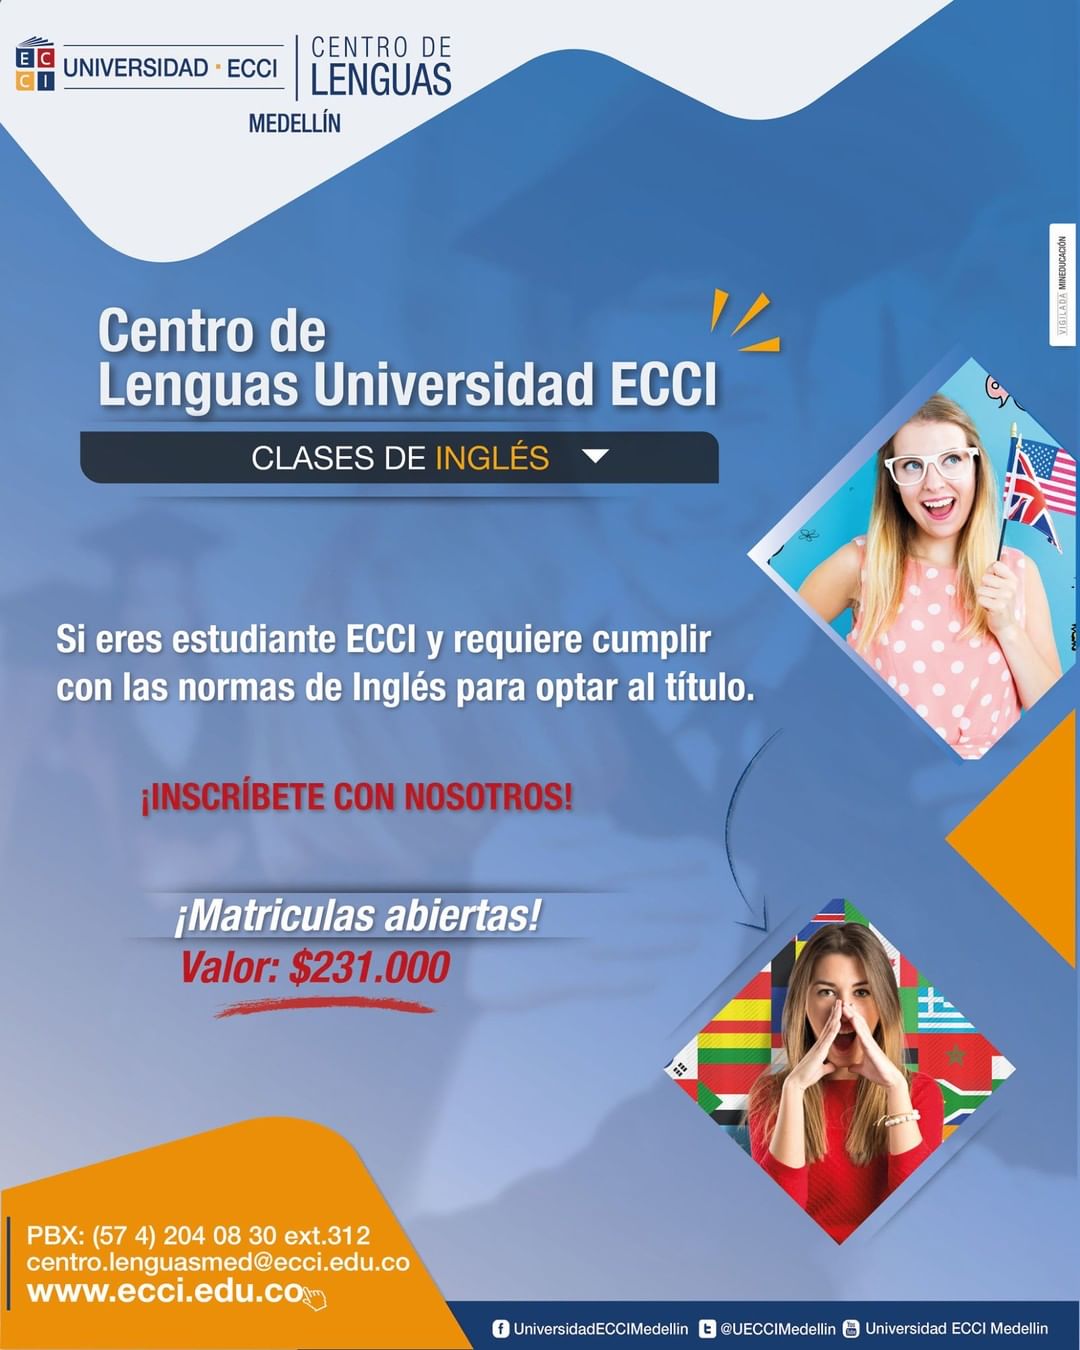 E C
C I
UNIVERSIDAD · ECCI
CENTRO DE
LENGUAS
MEDELLÍN
VIGILADA MINEDUCACIÓN
Centro de
Lenguas Universidad ECCI
CLASES DE INGLÉS
Si eres estudiante ECCI y requiere cumplir
con las normas de Inglés para optar al título.
¡INSCRÍBETE CON NOSOTROS!
¡Matriculas abiertas!
Valor: $231.000
PBX: (57 4) 204 08 30 ext.312
centro.lenguasmed@ecci.edu.co
www.ecci.edu.co
UniversidadECCIMedellin @UECCIMedellin Universidad ECCI Medellin